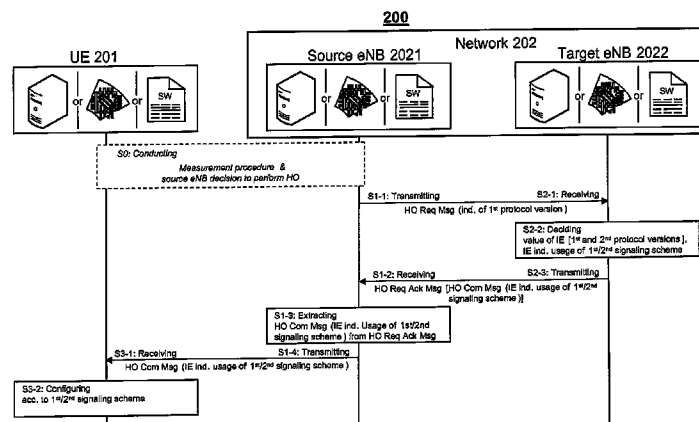 200
Network 202
UE 201
Source eNB 2021
Target eNB 2022
or
or
SW
or
or
SW
or
or
SW
S0: Conducting
Measurement procedure &
source eNB decision to perform HO
S1-1: Transmitting
S2-1: Receiving
HO Req Msg (ind. of 1st protocol version)
S2-2: Deciding
value of IE [1st and 2nd protocol versions],
IE ind. usage of 1st/2nd signaling scheme
S1-2: Receiving
S2-3: Transmitting
HO Req Ack Msg [HO Com Msg (IE ind. usage of 1st/2nd
signaling scheme)]
S1-3: Extracting
HO Com Msg (IE ind. Usage of 1st/2nd
signaling scheme) from HO Req Ack Msg
S3-1: Receiving
S1-4: Transmitting
HO Com Msg (IE ind. usage of 1st/2nd signaling scheme)
S3-2: Configuring
acc. to 1st/2nd signaling scheme